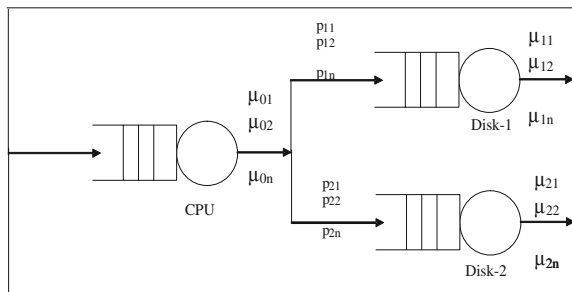 p11
p12
p1n
μ11
μ12
μ1n
Disk-1
μ01
μ02
μ0n
CPU
p21
p22
p2n
μ21
μ22
μ2n
Disk-2